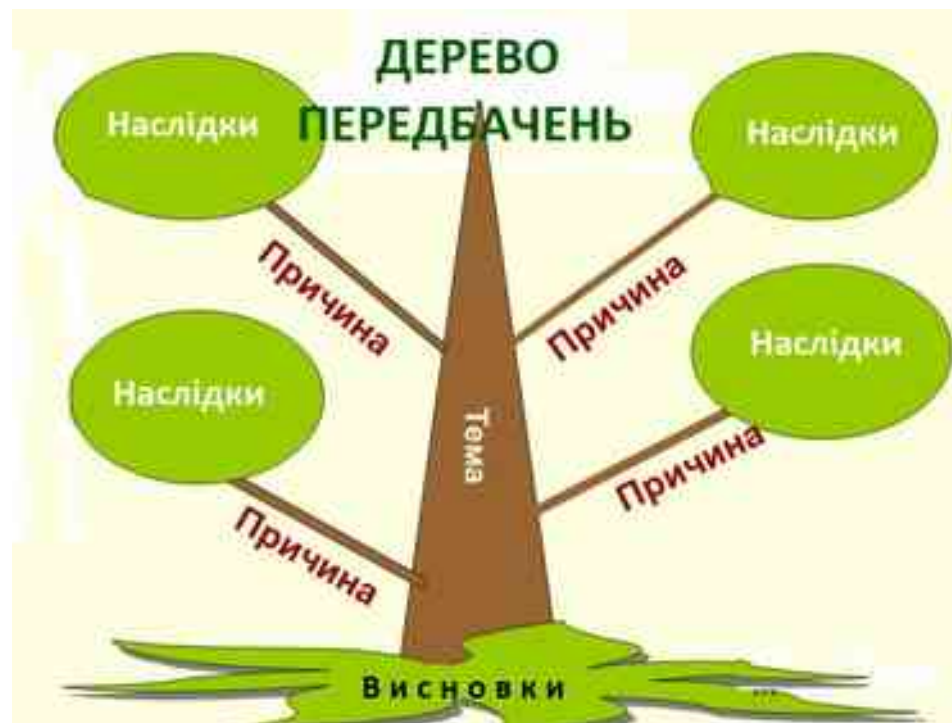 ДЕРЕВО
ПЕРЕДБАЧЕНЬ
Наслідки
Наслідки
Причина
Причина
Наслідки
Наслідки
Тема
Причина
Причина
Висновки
...